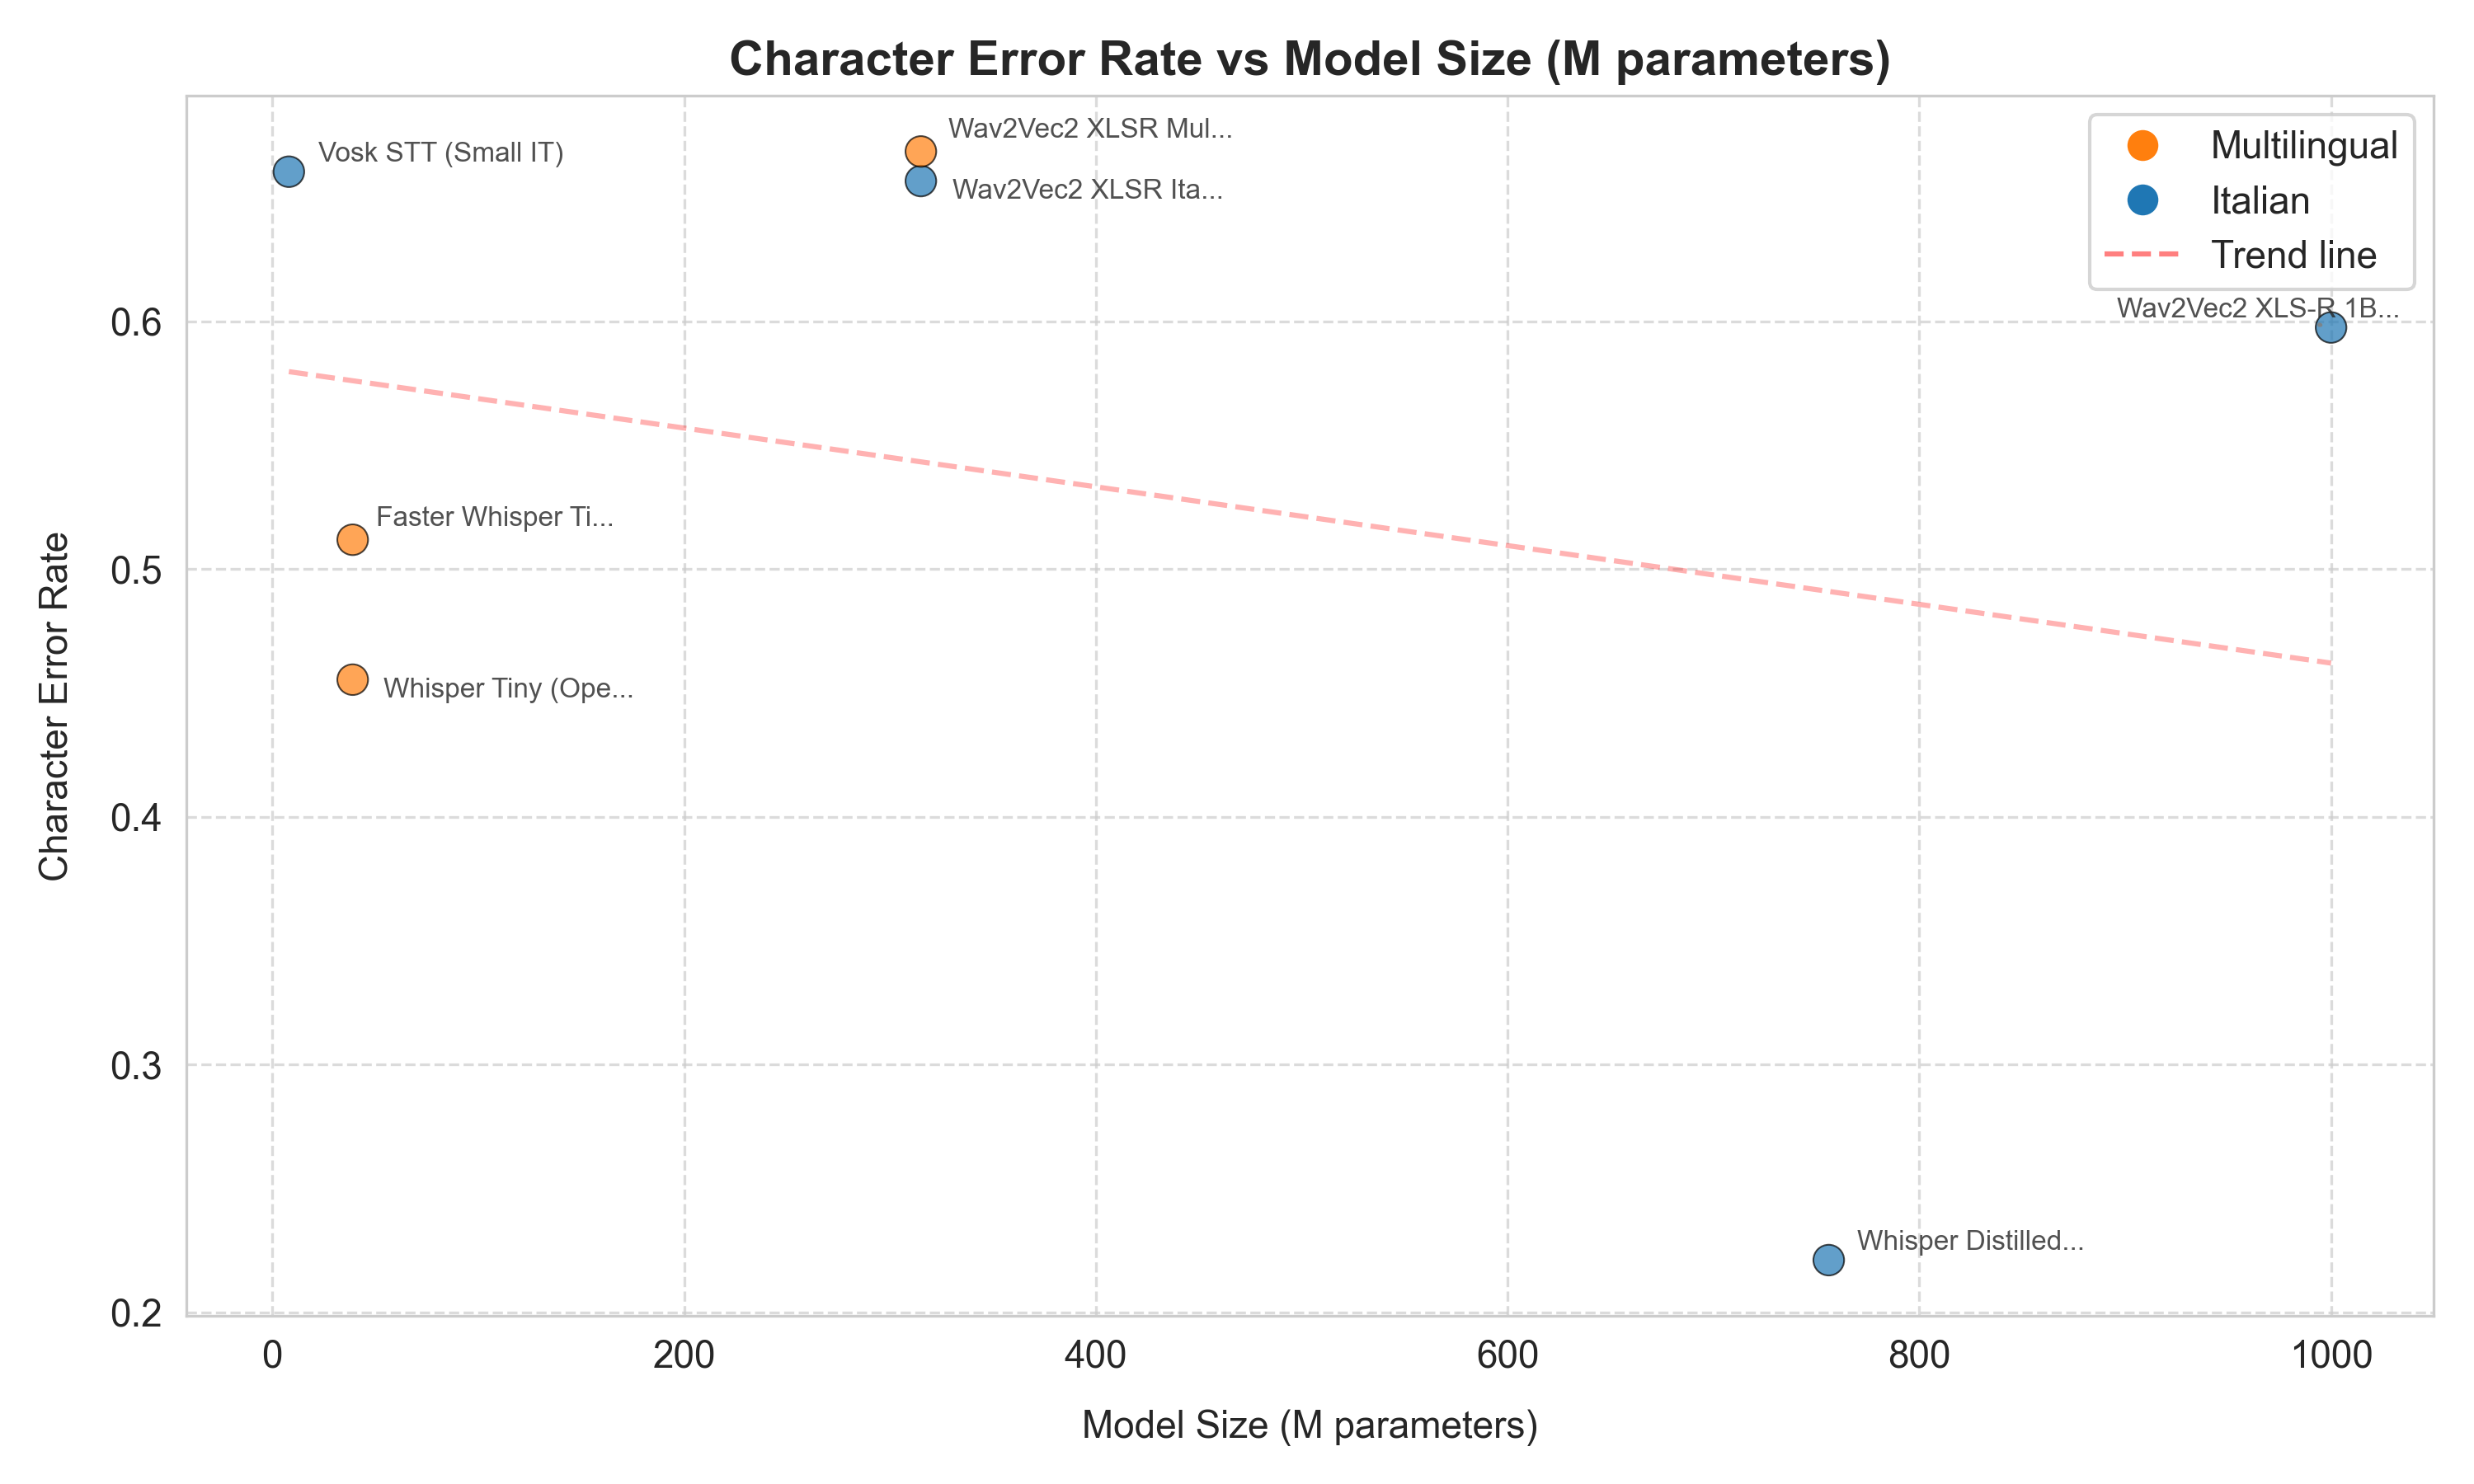 Character Error Rate vs Model Size (M parameters)
Multilingual
Italian
Trend line
Vosk STT (Small IT)
Wav2Vec2 XLSR Mul...
Wav2Vec2 XLSR Ita...
Wav2Vec2 XLS-R 1B...
Faster Whisper Ti...
Whisper Tiny (Ope...
Whisper Distilled...
Character Error Rate
0.6
0.5
0.4
0.3
0.2
0
200
400
600
800
1000
Model Size (M parameters)